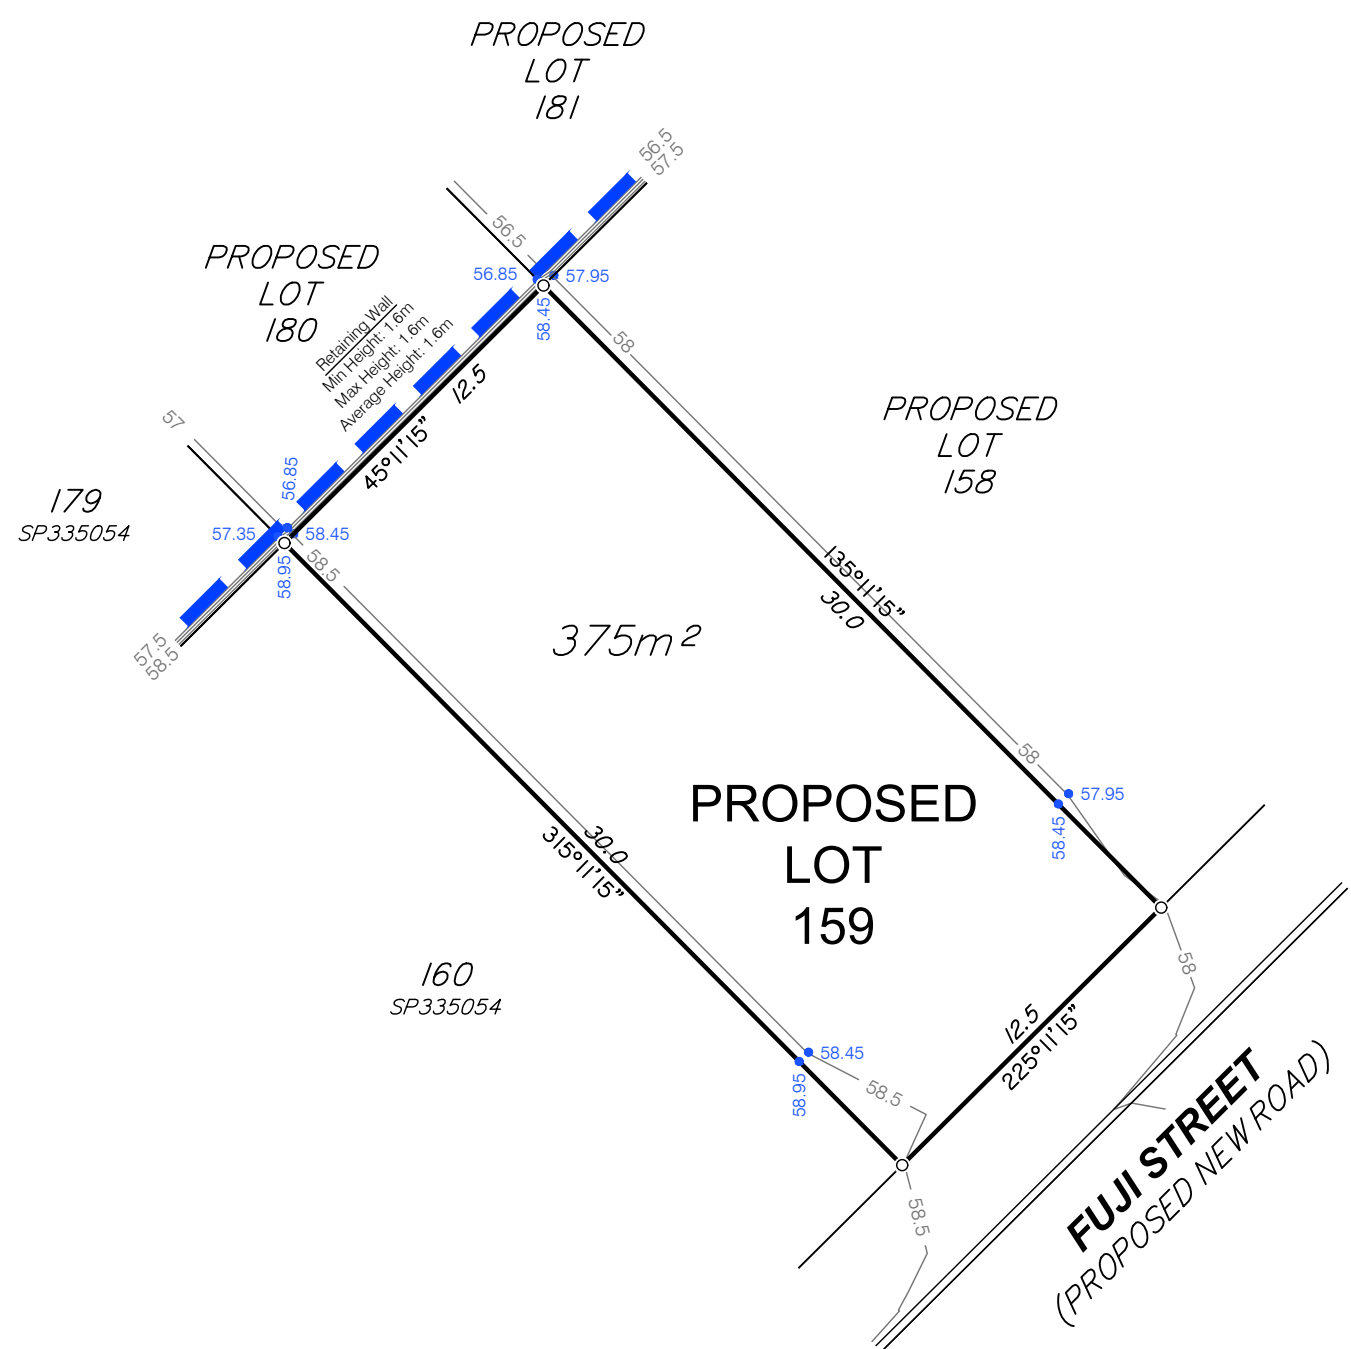 PROPOSED
LOT
181
56.5
57.5
56.5
PROPOSED
LOT
180
56.85
57.95
58.45
Retaining Wall
Min Height: 1.6m
Max Height: 1.6m
Average Height: 1.6m
58
12.5
45°11'15"
PROPOSED
LOT
158
57
56.85
179
SP335054
57.35
58.45
58.95
58.5
57.5
58.5
135°11'15"
30.0
375m²
58
57.95
58.45
PROPOSED
LOT
159
30.0
315°11'15"
160
SP335054
58
58.45
58.95
58.5
12.5
225°11'15"
58.5
FUJI STREET
(PROPOSED NEW ROAD)